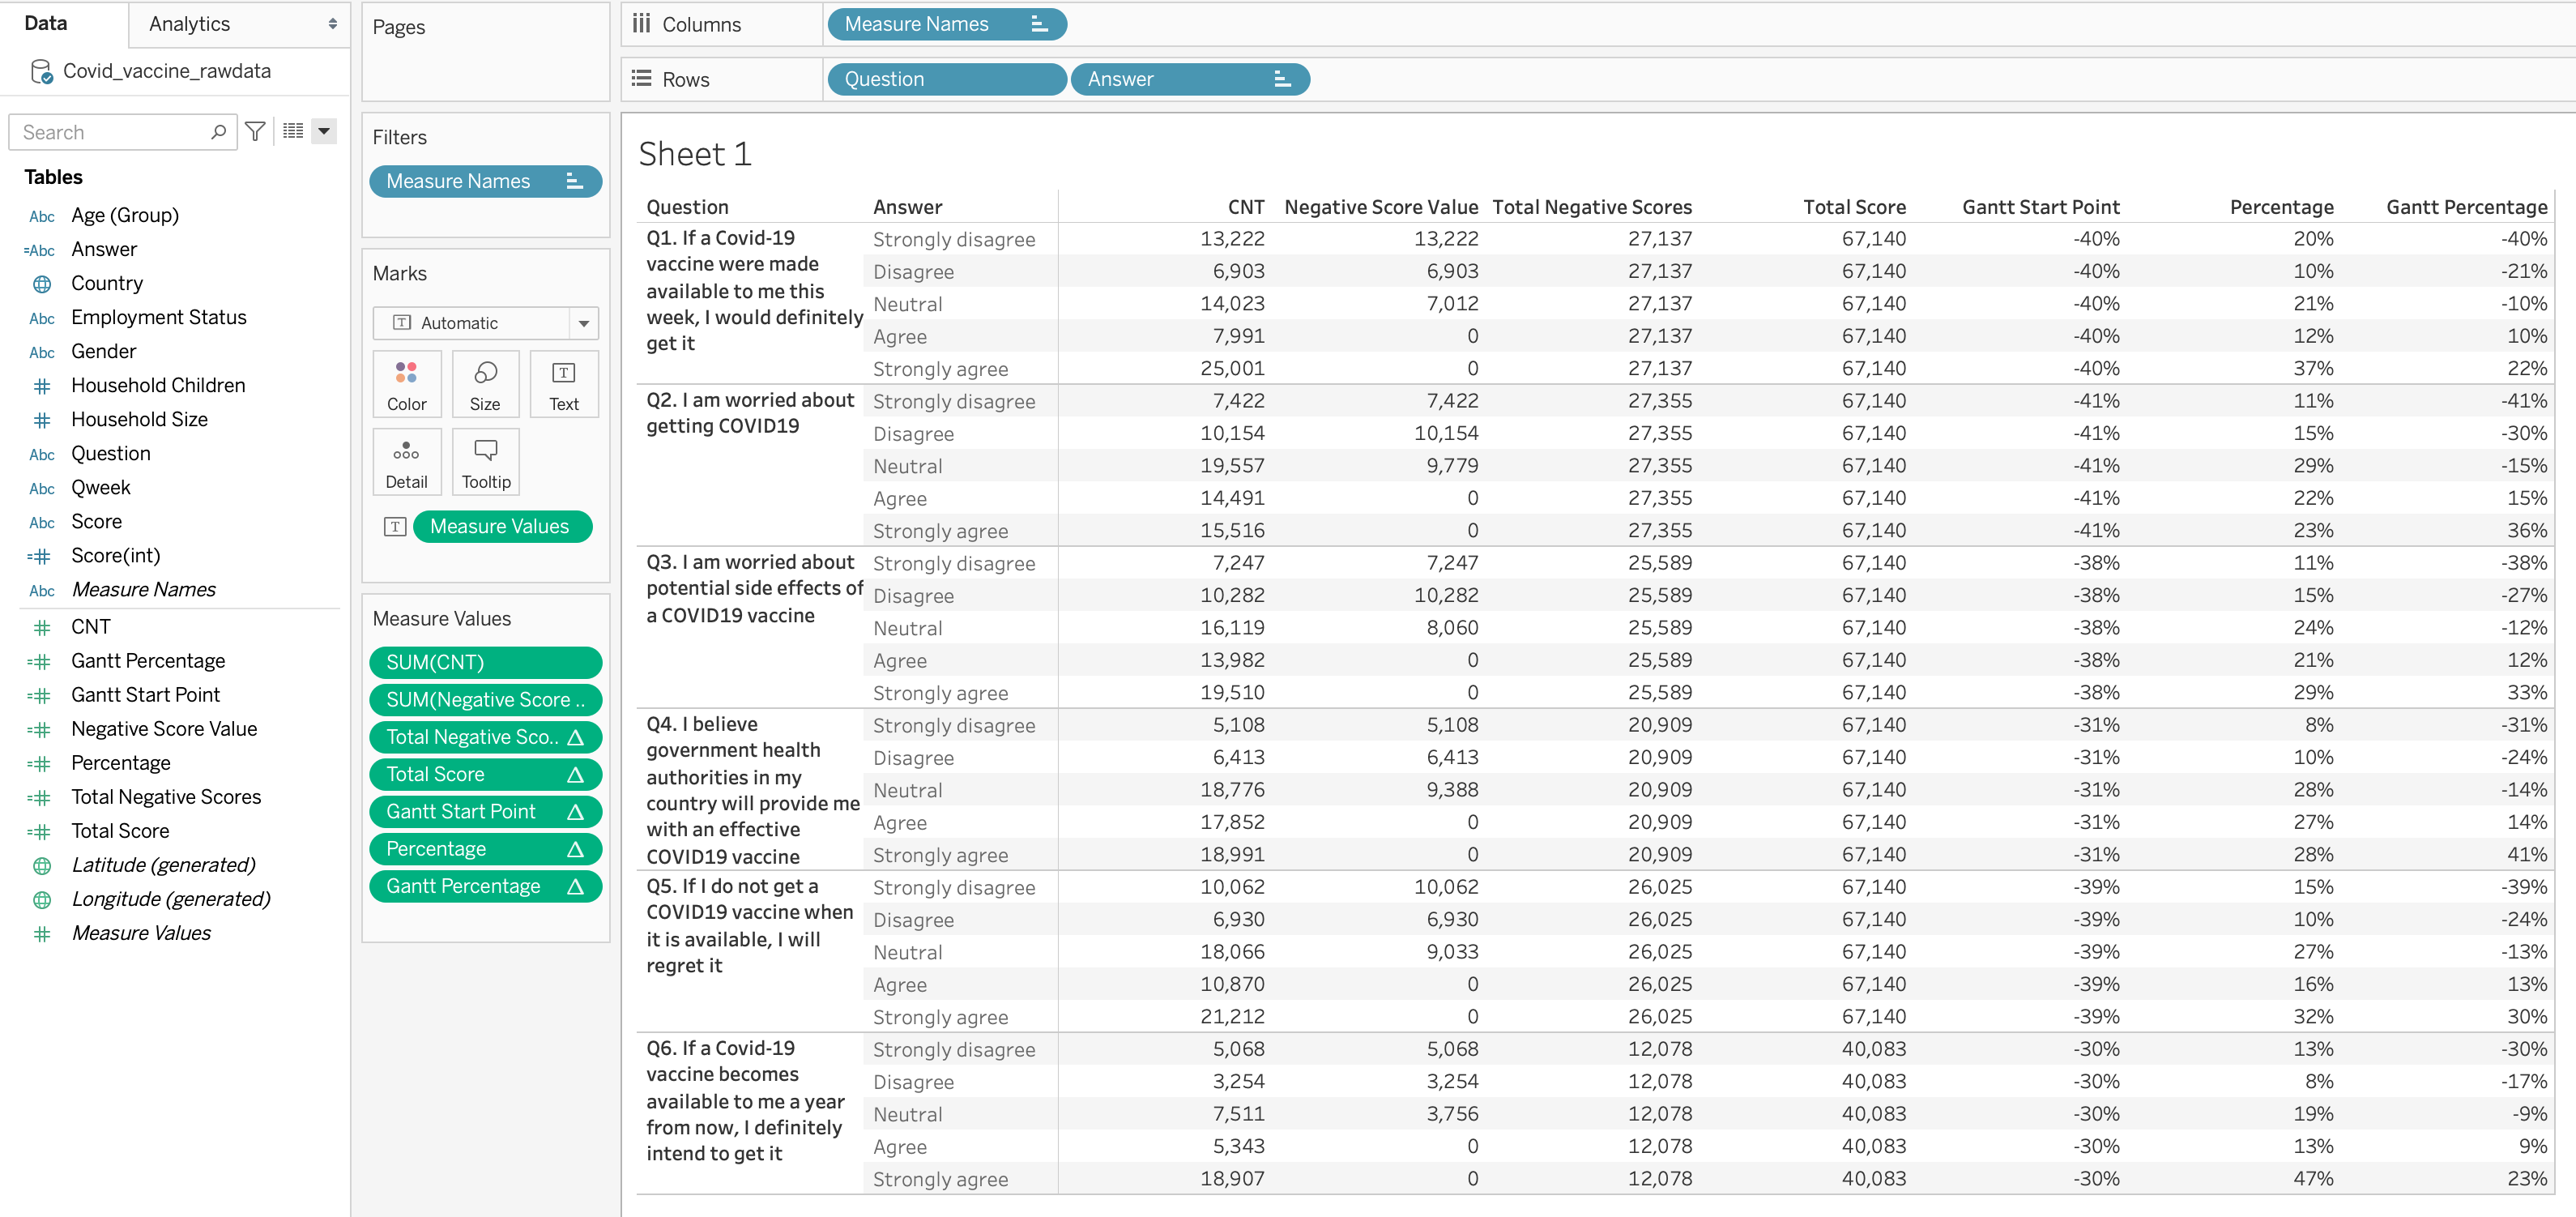 Data
Analytics
Covid_vaccine_rawdata
Search
Tables
Abc Age (Group)
=Abc Answer
Country
Abc Employment Status
Abc Gender
# Household Children
# Household Size
Abc Question
Abc Qweek
Abc Score
=# Score(int)
Abc Measure Names
# CNT
=# Gantt Percentage
=# Gantt Start Point
=# Negative Score Value
=# Percentage
=# Total Negative Scores
=# Total Score
Latitude (generated)
Longitude (generated)
# Measure Values
Pages
Filters
Measure Names
Marks
T Automatic
Color Size T Text
Detail Tooltip
T Measure Values
Measure Values
SUM(CNT)
SUM(Negative Score ..
Total Negative Sco.. Δ
Total Score Δ
Gantt Start Point Δ
Percentage Δ
Gantt Percentage Δ
Columns Measure Names
Rows Question Answer
Sheet 1
Question Answer CNT Negative Score Value Total Negative Scores Total Score Gantt Start Point Percentage Gantt Percentage
Q1. If a Covid-19
vaccine were made
available to me this
week, I would definitely
get it
Strongly disagree 13,222 13,222 27,137 67,140 -40% 20% -40%
Disagree 6,903 6,903 27,137 67,140 -40% 10% -21%
Neutral 14,023 7,012 27,137 67,140 -40% 21% -10%
Agree 7,991 0 27,137 67,140 -40% 12% 10%
Strongly agree 25,001 0 27,137 67,140 -40% 37% 22%
Q2. I am worried about
getting COVID19
Strongly disagree 7,422 7,422 27,355 67,140 -41% 11% -41%
Disagree 10,154 10,154 27,355 67,140 -41% 15% -30%
Neutral 19,557 9,779 27,355 67,140 -41% 29% -15%
Agree 14,491 0 27,355 67,140 -41% 22% 15%
Strongly agree 15,516 0 27,355 67,140 -41% 23% 36%
Q3. I am worried about
potential side effects of
a COVID19 vaccine
Strongly disagree 7,247 7,247 25,589 67,140 -38% 11% -38%
Disagree 10,282 10,282 25,589 67,140 -38% 15% -27%
Neutral 16,119 8,060 25,589 67,140 -38% 24% -12%
Agree 13,982 0 25,589 67,140 -38% 21% 12%
Strongly agree 19,510 0 25,589 67,140 -38% 29% 33%
Q4. I believe
government health
authorities in my
country will provide me
with an effective
COVID19 vaccine
Strongly disagree 5,108 5,108 20,909 67,140 -31% 8% -31%
Disagree 6,413 6,413 20,909 67,140 -31% 10% -24%
Neutral 18,776 9,388 20,909 67,140 -31% 28% -14%
Agree 17,852 0 20,909 67,140 -31% 27% 14%
Strongly agree 18,991 0 20,909 67,140 -31% 28% 41%
Q5. If I do not get a
COVID19 vaccine when
it is available, I will
regret it
Strongly disagree 10,062 10,062 26,025 67,140 -39% 15% -39%
Disagree 6,930 6,930 26,025 67,140 -39% 10% -24%
Neutral 18,066 9,033 26,025 67,140 -39% 27% -13%
Agree 10,870 0 26,025 67,140 -39% 16% 13%
Strongly agree 21,212 0 26,025 67,140 -39% 32% 30%
Q6. If a Covid-19
vaccine becomes
available to me a year
from now, I definitely
intend to get it
Strongly disagree 5,068 5,068 12,078 40,083 -30% 13% -30%
Disagree 3,254 3,254 12,078 40,083 -30% 8% -17%
Neutral 7,511 3,756 12,078 40,083 -30% 19% -9%
Agree 5,343 0 12,078 40,083 -30% 13% 9%
Strongly agree 18,907 0 12,078 40,083 -30% 47% 23%